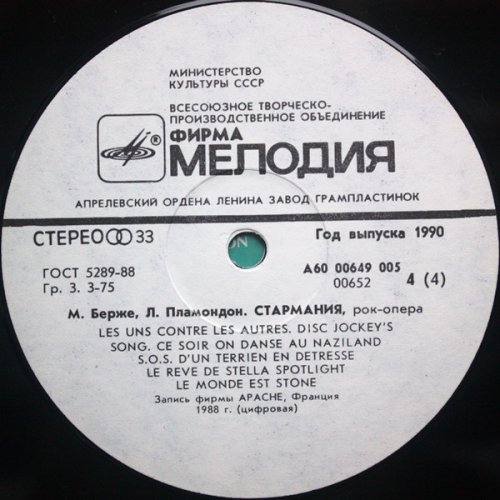 МИНИСТЕРСТВО
КУЛЬТУРЫ СССР
ВСЕСОЮЗНОЕ ТВОРЧЕСКО-
ПРОИЗВОДСТВЕННОЕ ОБЪЕДИНЕНИЕ
®
ФИРМА
МЕЛОДИЯ
АПРЕЛЕВСКИЙ ОРДЕНА ЛЕНИНА ЗАВОД ГРАМПЛАСТИНОК
СТЕРЕО 33
Год выпуска 1990
ГОСТ 5289-88
Гр. 3. 3-75
А60 00649 005
00652
4 (4)
М. Берже, Л. Пламондон. СТАРМАНИЯ, рок-опера
LES UNS CONTRE LES AUTRES. DISC JOCKEY'S
SONG. CE SOIR ON DANSE AU NAZILAND
S.O.S. D'UN TERRIEN EN DETRESSE
LE REVE DE STELLA SPOTLIGHT
LE MONDE EST STONE
Запись фирмы APACHE, Франция
1988 г. (цифровая)